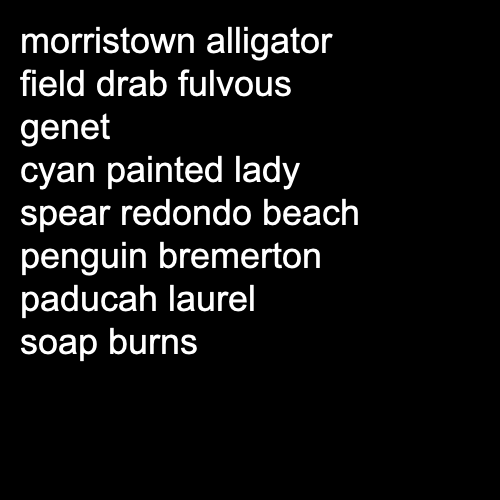 morristown alligator
field drab fulvous
genet
cyan painted lady
spear redondo beach
penguin bremerton
paducah laurel
soap burns